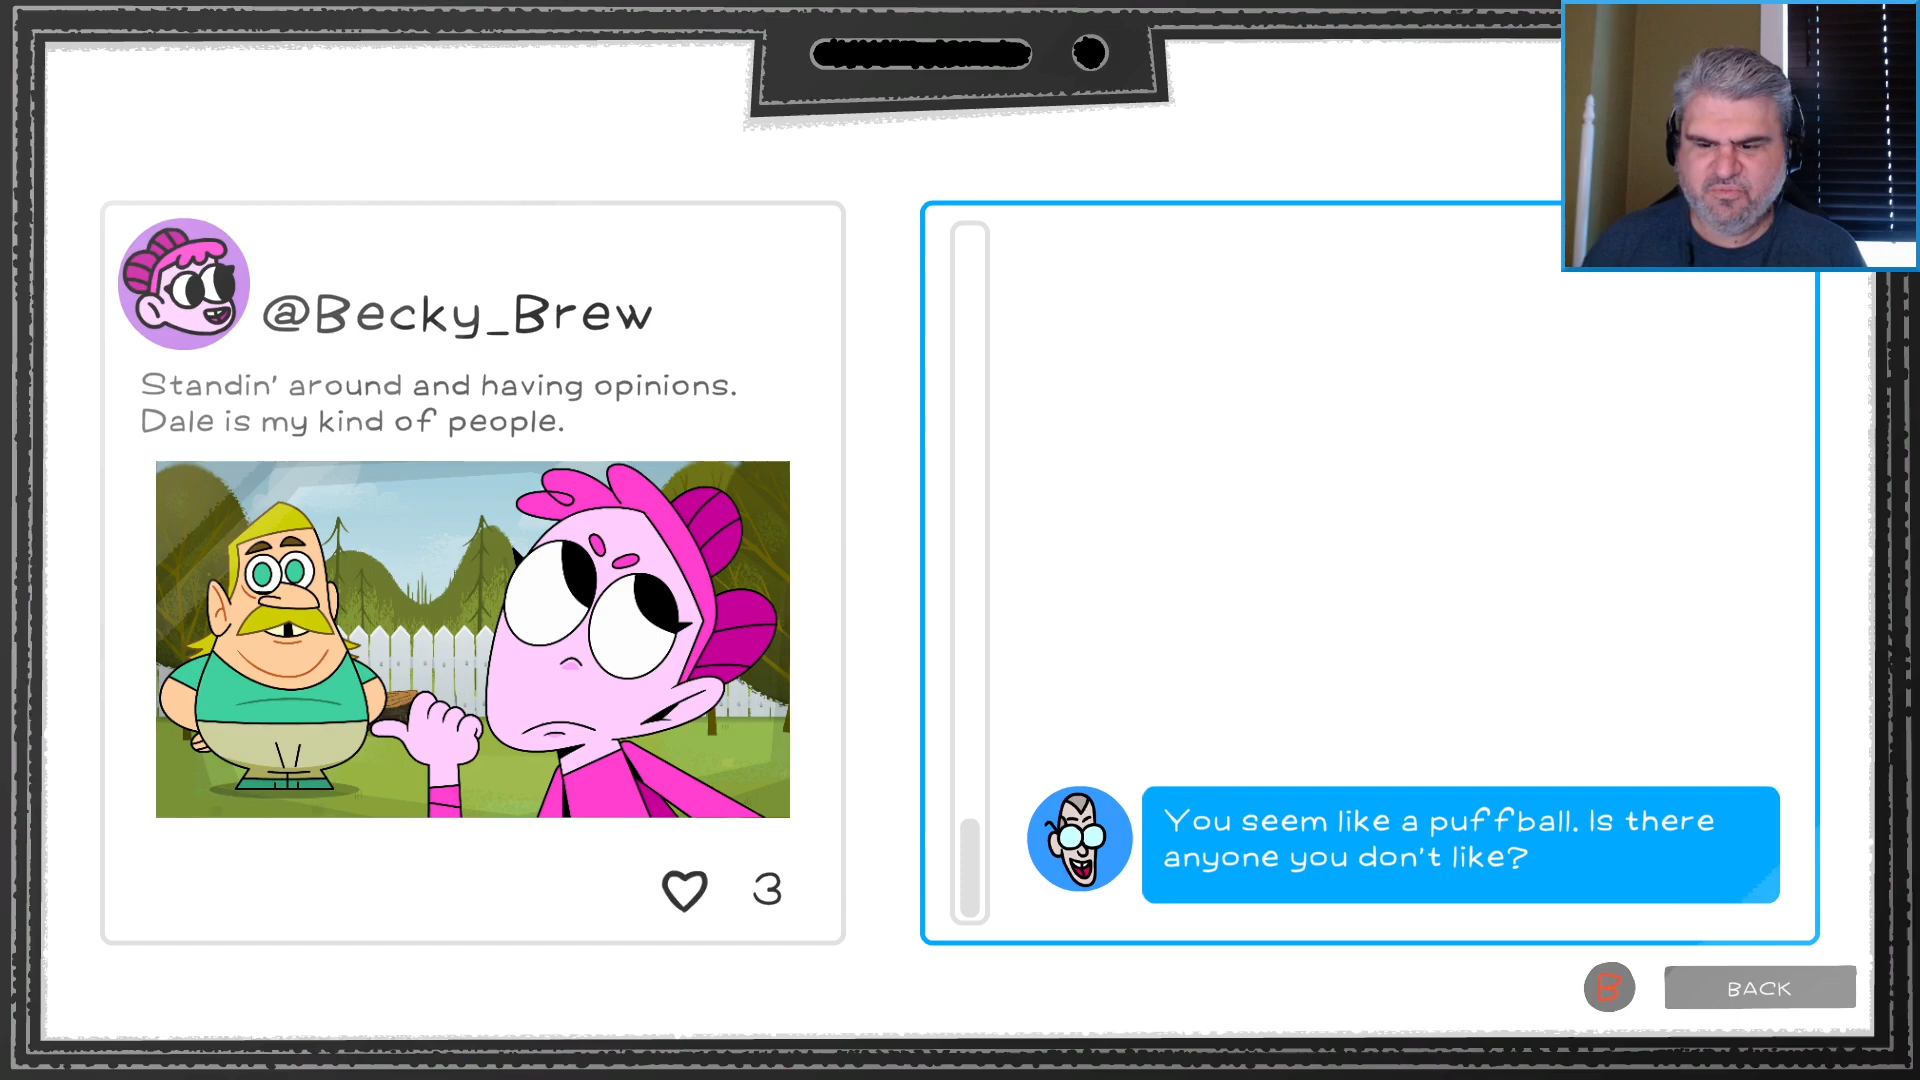 @Becky_Brew
Standin' around and having opinions.
Dale is my kind of people.
3
You seem like a puffball. Is there
anyone you don't like?
B
BACK